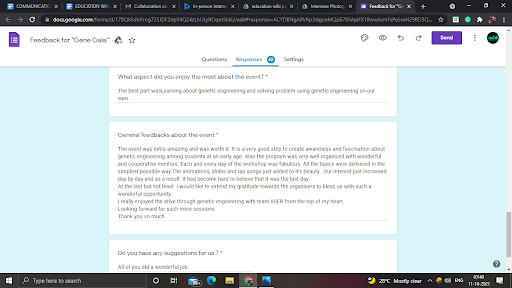 COMMUNICATI
EDUCATION WI
Collaboration o
In-person Interv
education wiki p
Interview Photog
Feedback for "G
docs.google.com
Feedback for "Gene Gala!"
Send
Questions
Responses
Settings
What aspect did you enjoy the most about the event? *
The best part wasLearning about genetic engineering and solving problem using genetic engineering on our
own.
General feedbacks about the event *
The event was extra amazing and was worth it. It is a very good step to create awareness and fascination about
genetic engineering among students at an early age. Also the program was very well organized with wonderful
and cooperative mentors. Each and every day of the workshop was fabulous. All the topics were delivered in the
simplest possible way.The animations, slides and tap songs just added to it's beauty. Our interest just increased
day by day and as a result it had become hard to believe that it was the last day.
At the last but not least I would like to extend my gratitude towards the organisers to bless us with such a
wonderful opportunity.
I really enjoyed the drive through genetic engineering with team iISER from the top of my heart.
Looking forward for such more sessions
Thank you so much
Do you have any suggestions for us ? *
All of you did a wonderful job.
Type here to search
28°C Mostly clear
ENG
07:40
11-10-2021